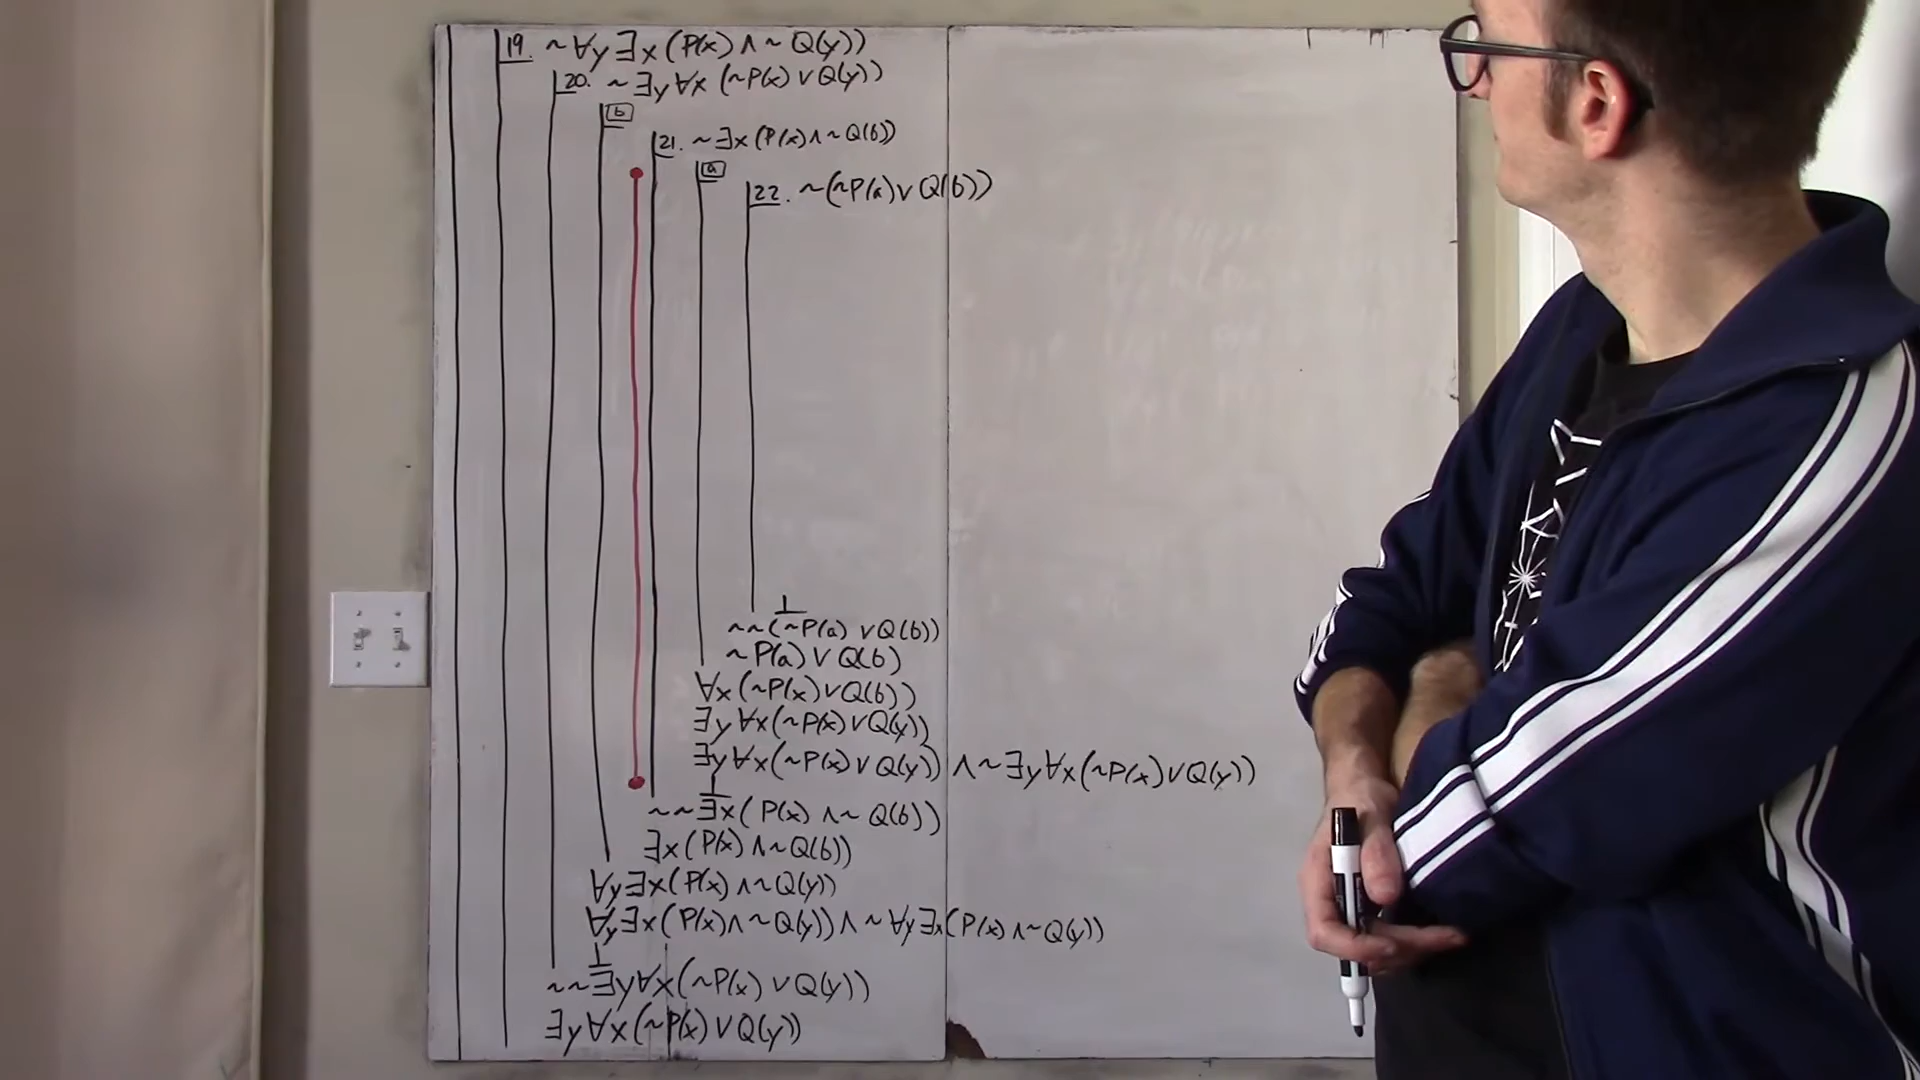 19. ~∀y∃x(P(x)∧~Q(y))
20. ~∃y∀x(~P(x)∨Q(y))
b
21. ~∃x(P(x)∧~Q(b))
a
22. ~(~P(a)∨Q(b))
⊥
~~(~P(a)∨Q(b))
~P(a)∨Q(b)
∀x(~P(x)∨Q(b))
∃y∀x(~P(x)∨Q(y))
∃y∀x(~P(x)∨Q(y))∧~∃y∀x(~P(x)∨Q(y))
⊥
~~∃x(P(x)∧~Q(b))
∃x(P(x)∧~Q(b))
∀y∃x(P(x)∧~Q(y))
∀y∃x(P(x)∧~Q(y))∧~∀y∃x(P(x)∧~Q(y))
⊥
~~∃y∀x(~P(x)∨Q(y))
∃y∀x(~P(x)∨Q(y))